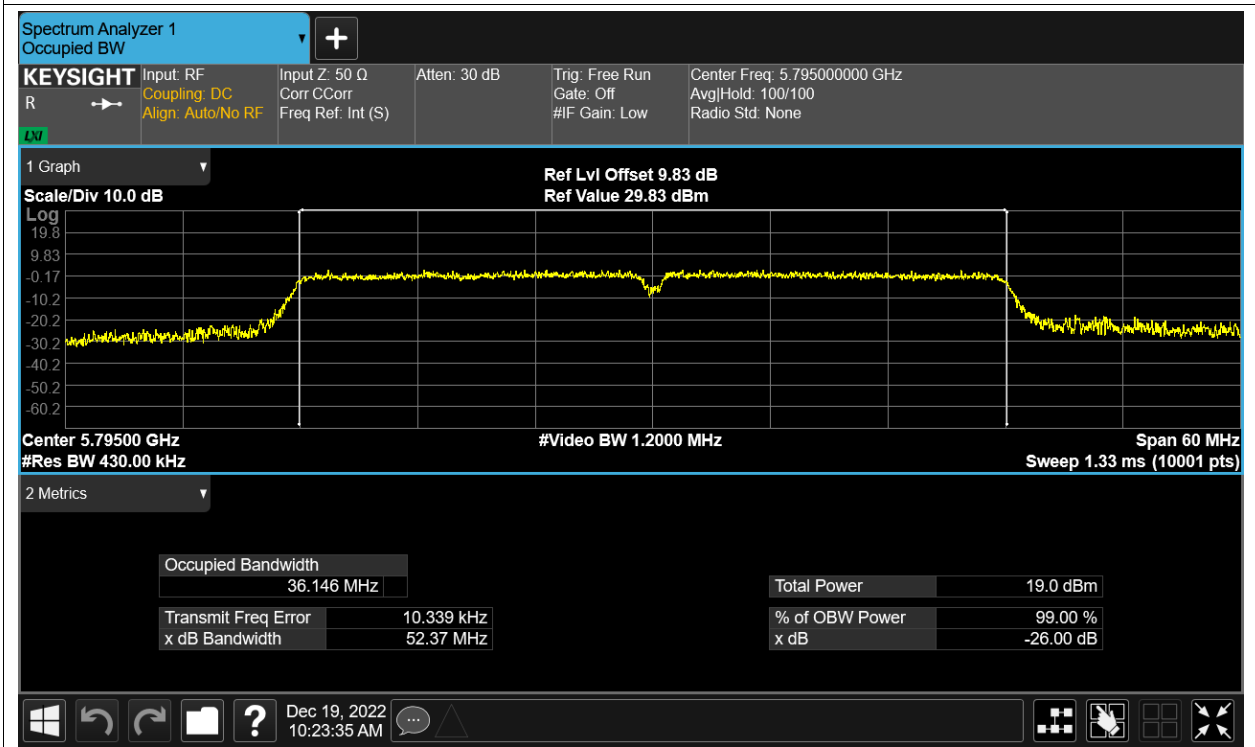 Spectrum Analyzer 1
Occupied BW
KEYSIGHT
R
LXI
Input: RF
Coupling: DC
Align: Auto/No RF
Input Z: 50 Ω
Corr CCorr
Freq Ref: Int (S)
Atten: 30 dB
Trig: Free Run
Gate: Off
#IF Gain: Low
Center Freq: 5.795000000 GHz
Avg|Hold: 100/100
Radio Std: None
1 Graph
Scale/Div 10.0 dB
Ref Lvl Offset 9.83 dB
Ref Value 29.83 dBm
Log
19.8
9.83
-0.17
-10.2
-20.2
-30.2
-40.2
-50.2
-60.2
Center 5.79500 GHz
#Video BW 1.2000 MHz
Span 60 MHz
#Res BW 430.00 kHz
Sweep 1.33 ms (10001 pts)
2 Metrics
Occupied Bandwidth
36.146 MHz
Total Power 19.0 dBm
Transmit Freq Error 10.339 kHz
% of OBW Power 99.00 %
x dB Bandwidth 52.37 MHz
x dB -26.00 dB
?
Dec 19, 2022
10:23:35 AM